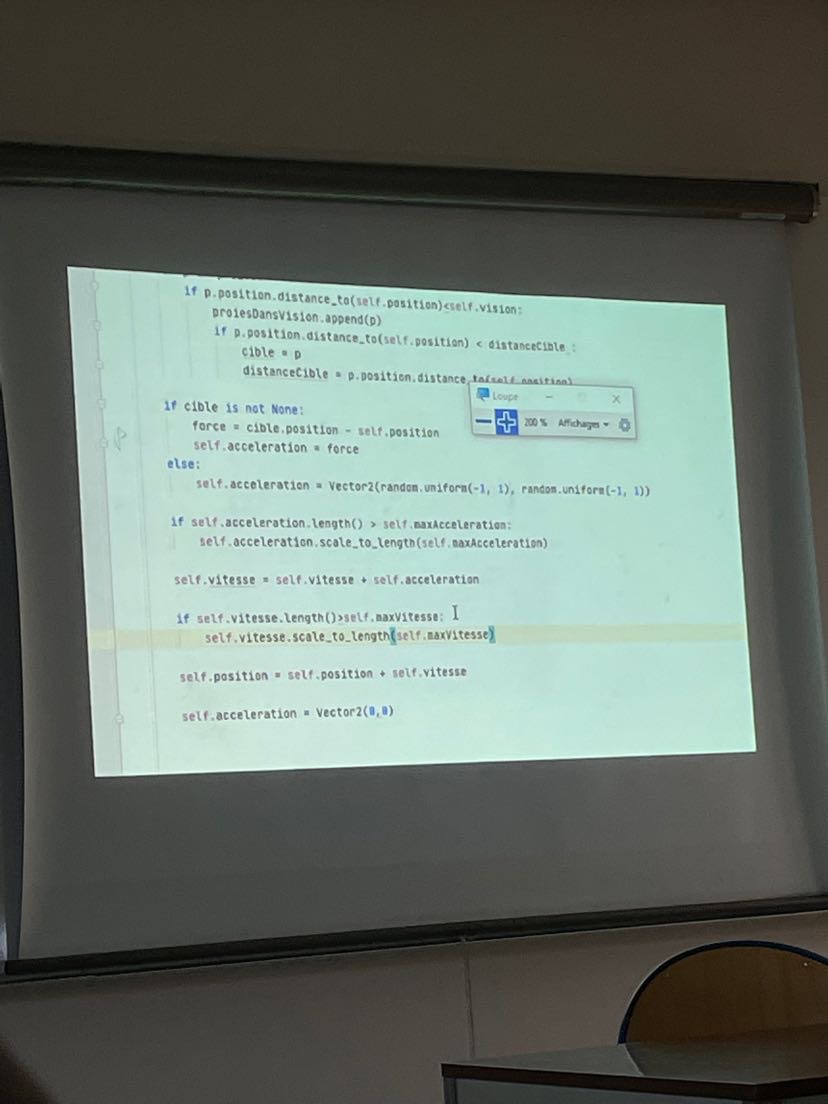 if p.position.distance_to(self.position)<self.vision:
proiesDansVision.append(p)
if p.position.distance_to(self.position) < distanceCible :
cible = p
distanceCible = p.position.distance_to(self.position)
Loupe
200 % Affichages
if cible is not None:
force = cible.position - self.position
self.acceleration = force
else:
self.acceleration = Vector2(random.uniform(-1, 1), random.uniform(-1, 1))
if self.acceleration.length() > self.maxAcceleration:
self.acceleration.scale_to_length(self.maxAcceleration)
self.vitesse = self.vitesse + self.acceleration
if self.vitesse.length()>self.maxVitesse:
self.vitesse.scale_to_length(self.maxVitesse)
self.position = self.position + self.vitesse
self.acceleration = Vector2(0,0)